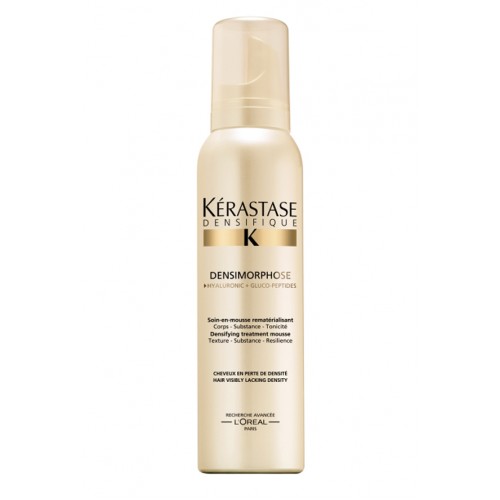 KÉRASTASE
DENSIFIQUE
K
DENSIMORPHOSE
HYALURONIC + GLUCO-PEPTIDES
Soin-en-mousse rematérialisant
Corps - Substance - Tonicité
Densifying treatment mousse
Texture - Substance - Resilience
CHEVEUX EN PERTE DE DENSITÉ
HAIR VISIBLY LACKING DENSITY
RECHERCHE AVANCÉE
L'ORÉAL
PARIS